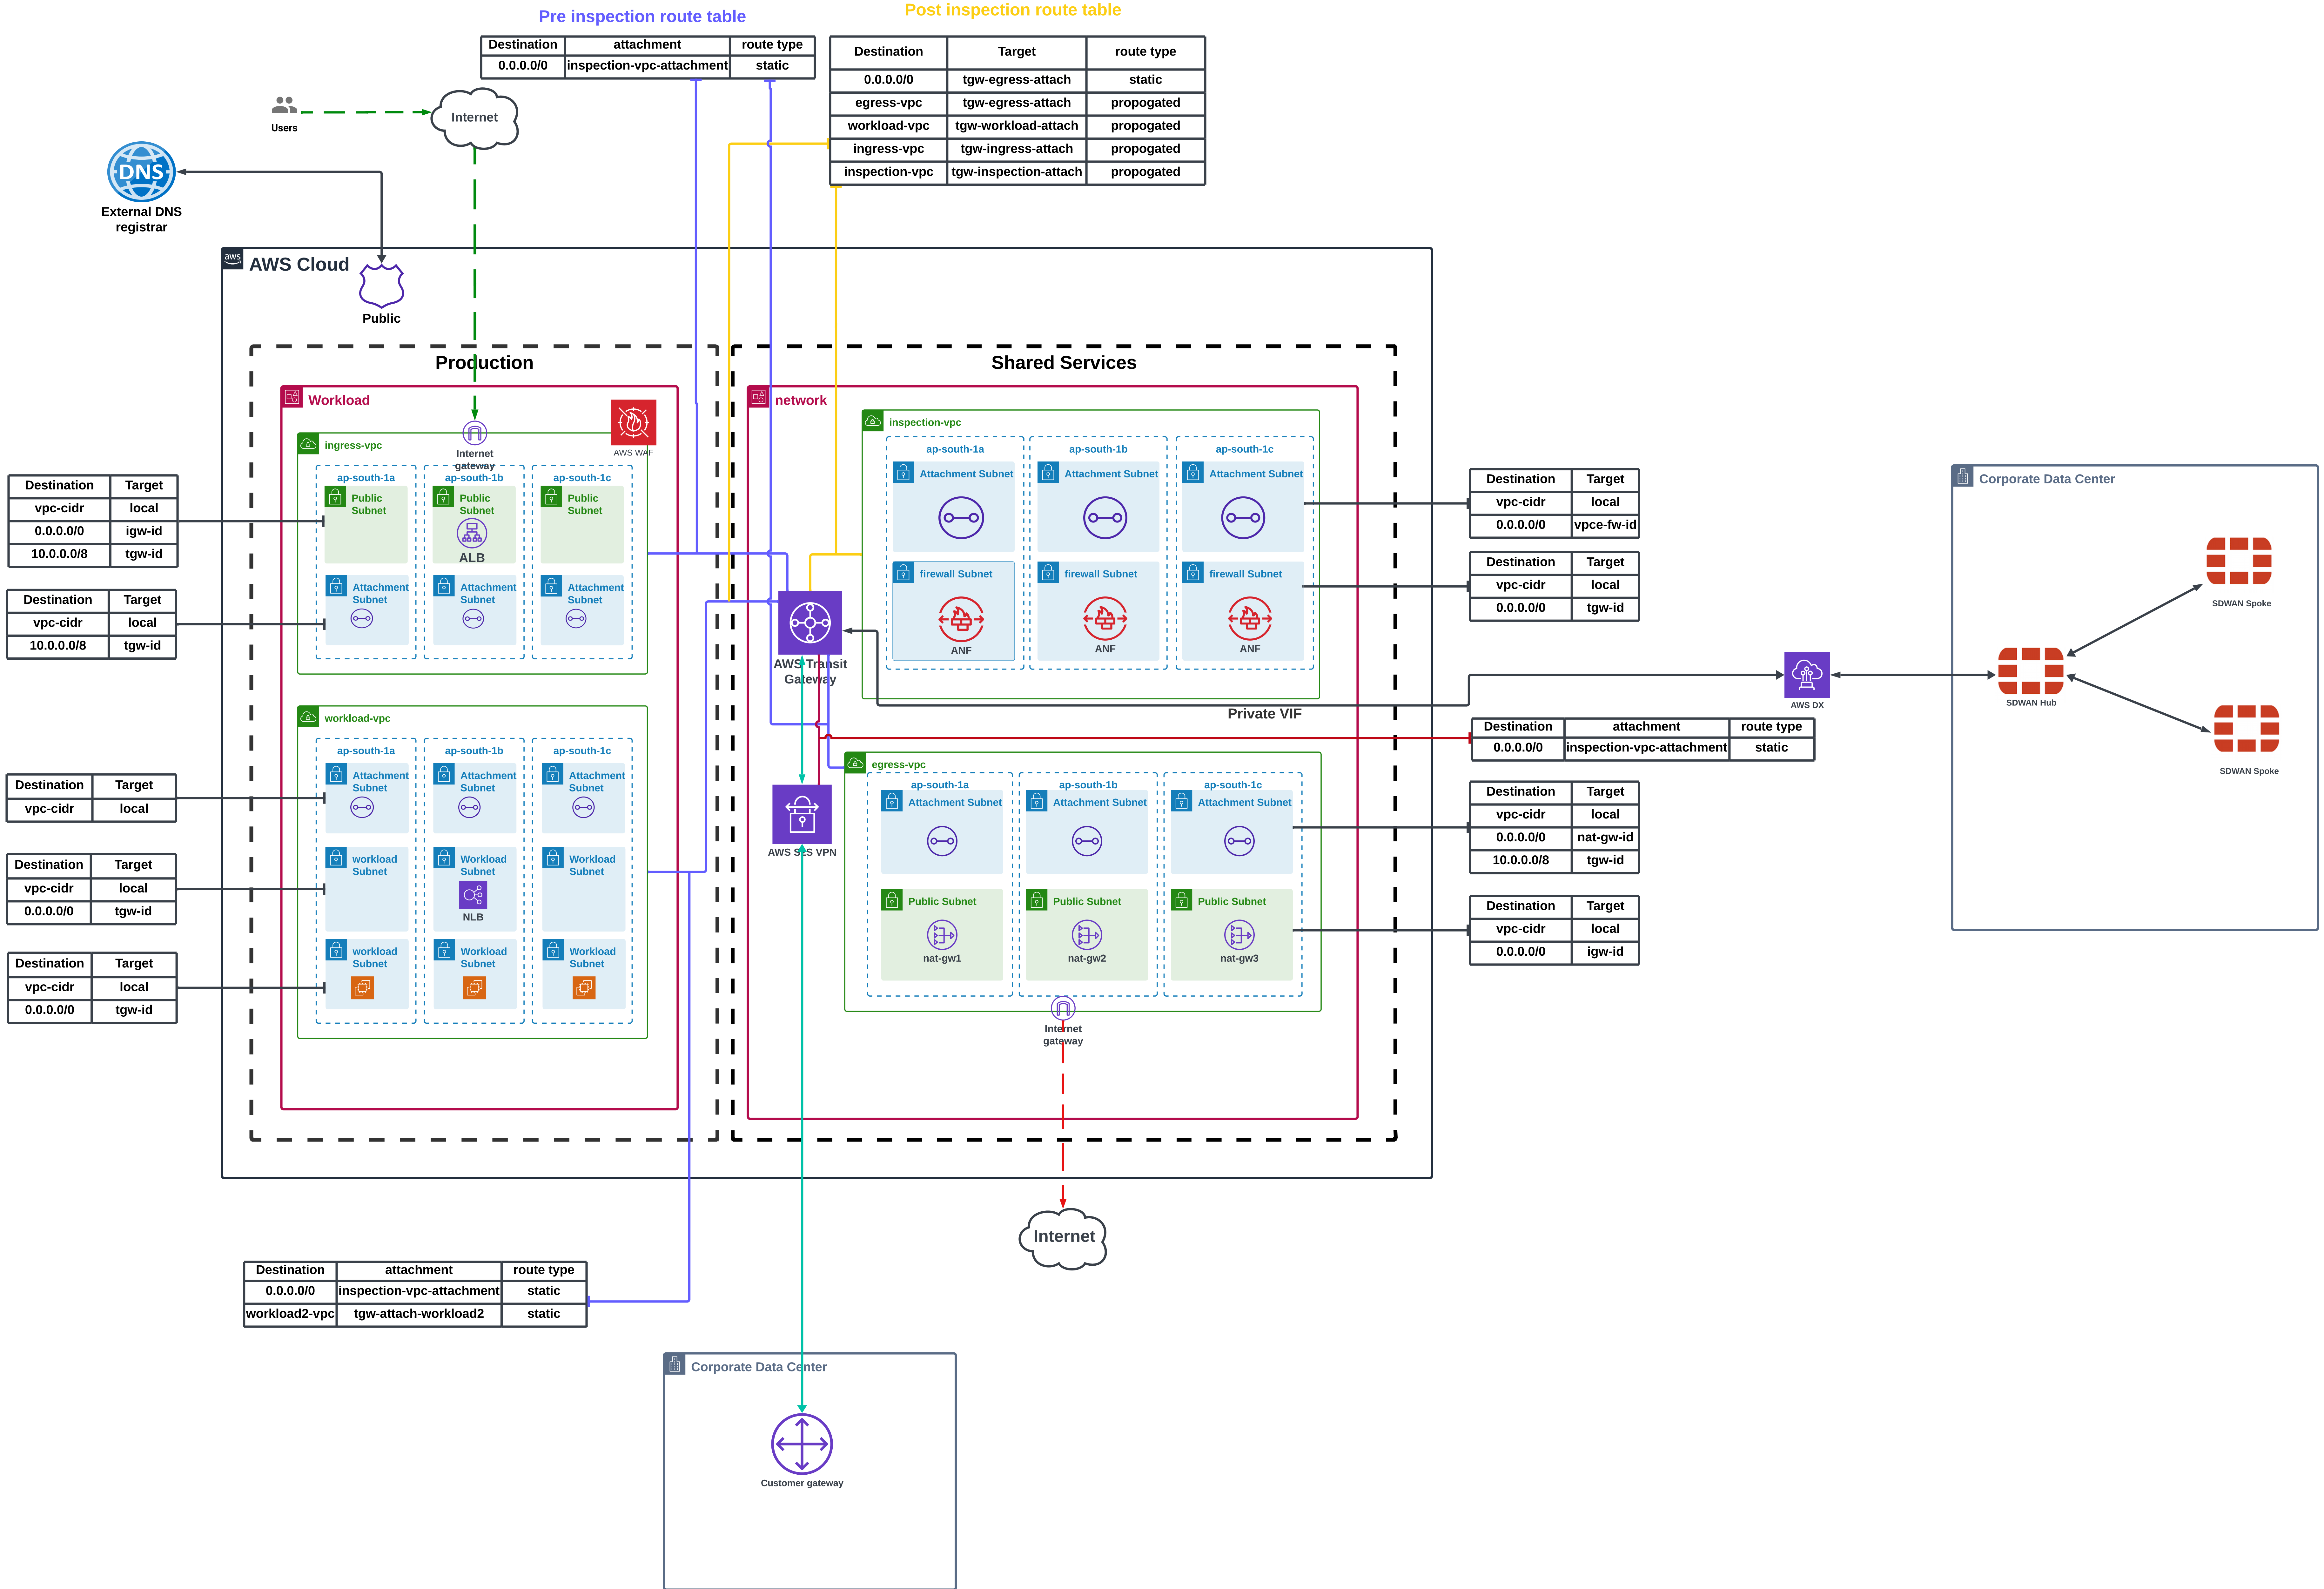 Pre inspection route table
Post inspection route table
Destination attachment route type
0.0.0.0/0 inspection-vpc-attachment static
Destination Target route type
0.0.0.0/0 tgw-egress-attach static
egress-vpc tgw-egress-attach propogated
workload-vpc tgw-workload-attach propogated
ingress-vpc tgw-ingress-attach propogated
inspection-vpc tgw-inspection-attach propogated
Users
Internet
DNS
External DNS
registrar
aws
AWS Cloud
Public
Production
Workload
AWS WAF
ingress-vpc
Internet
gateway
ap-south-1a
ap-south-1b
ap-south-1c
Public
Subnet
Public
Subnet
Public
Subnet
ALB
Attachment
Subnet
Attachment
Subnet
Attachment
Subnet
Destination Target
vpc-cidr local
0.0.0.0/0 igw-id
10.0.0.0/8 tgw-id
Destination Target
vpc-cidr local
10.0.0.0/8 tgw-id
workload-vpc
ap-south-1a
ap-south-1b
ap-south-1c
Attachment
Subnet
Attachment
Subnet
Attachment
Subnet
workload
Subnet
Workload
Subnet
Workload
Subnet
NLB
workload
Subnet
Workload
Subnet
Workload
Subnet
Destination Target
vpc-cidr local
Destination Target
vpc-cidr local
0.0.0.0/0 tgw-id
Destination Target
vpc-cidr local
0.0.0.0/0 tgw-id
Shared Services
network
inspection-vpc
ap-south-1a
ap-south-1b
ap-south-1c
Attachment Subnet
Attachment Subnet
Attachment Subnet
firewall Subnet
firewall Subnet
firewall Subnet
ANF
ANF
ANF
AWS Transit
Gateway
Private VIF
AWS S2S VPN
egress-vpc
ap-south-1a
ap-south-1b
ap-south-1c
Attachment Subnet
Attachment Subnet
Attachment Subnet
Public Subnet
Public Subnet
Public Subnet
nat-gw1
nat-gw2
nat-gw3
Internet
gateway
Internet
Destination Target
vpc-cidr local
0.0.0.0/0 vpce-fw-id
Destination Target
vpc-cidr local
0.0.0.0/0 tgw-id
Destination attachment route type
0.0.0.0/0 inspection-vpc-attachment static
Destination Target
vpc-cidr local
0.0.0.0/0 nat-gw-id
10.0.0.0/8 tgw-id
Destination Target
vpc-cidr local
0.0.0.0/0 igw-id
AWS DX
Corporate Data Center
SDWAN Spoke
SDWAN Hub
SDWAN Spoke
Destination attachment route type
0.0.0.0/0 inspection-vpc-attachment static
workload2-vpc tgw-attach-workload2 static
Corporate Data Center
Customer gateway